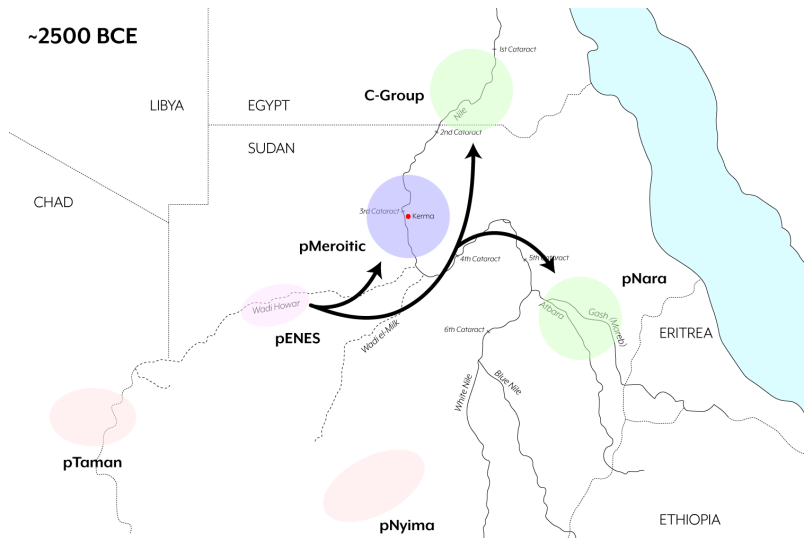 ~2500 BCE
1st Cataract
C-Group
LIBYA
EGYPT
Nile
2nd Cataract
SUDAN
CHAD
3rd Cataract
Kerma
pMeroitic
4th Cataract
5th Cataract
pNara
Wadi Howar
Atbara
Gash (Mareb)
pENES
Wadi el-Milk
6th Cataract
ERITREA
White Nile
Blue Nile
pTaman
pNyima
ETHIOPIA